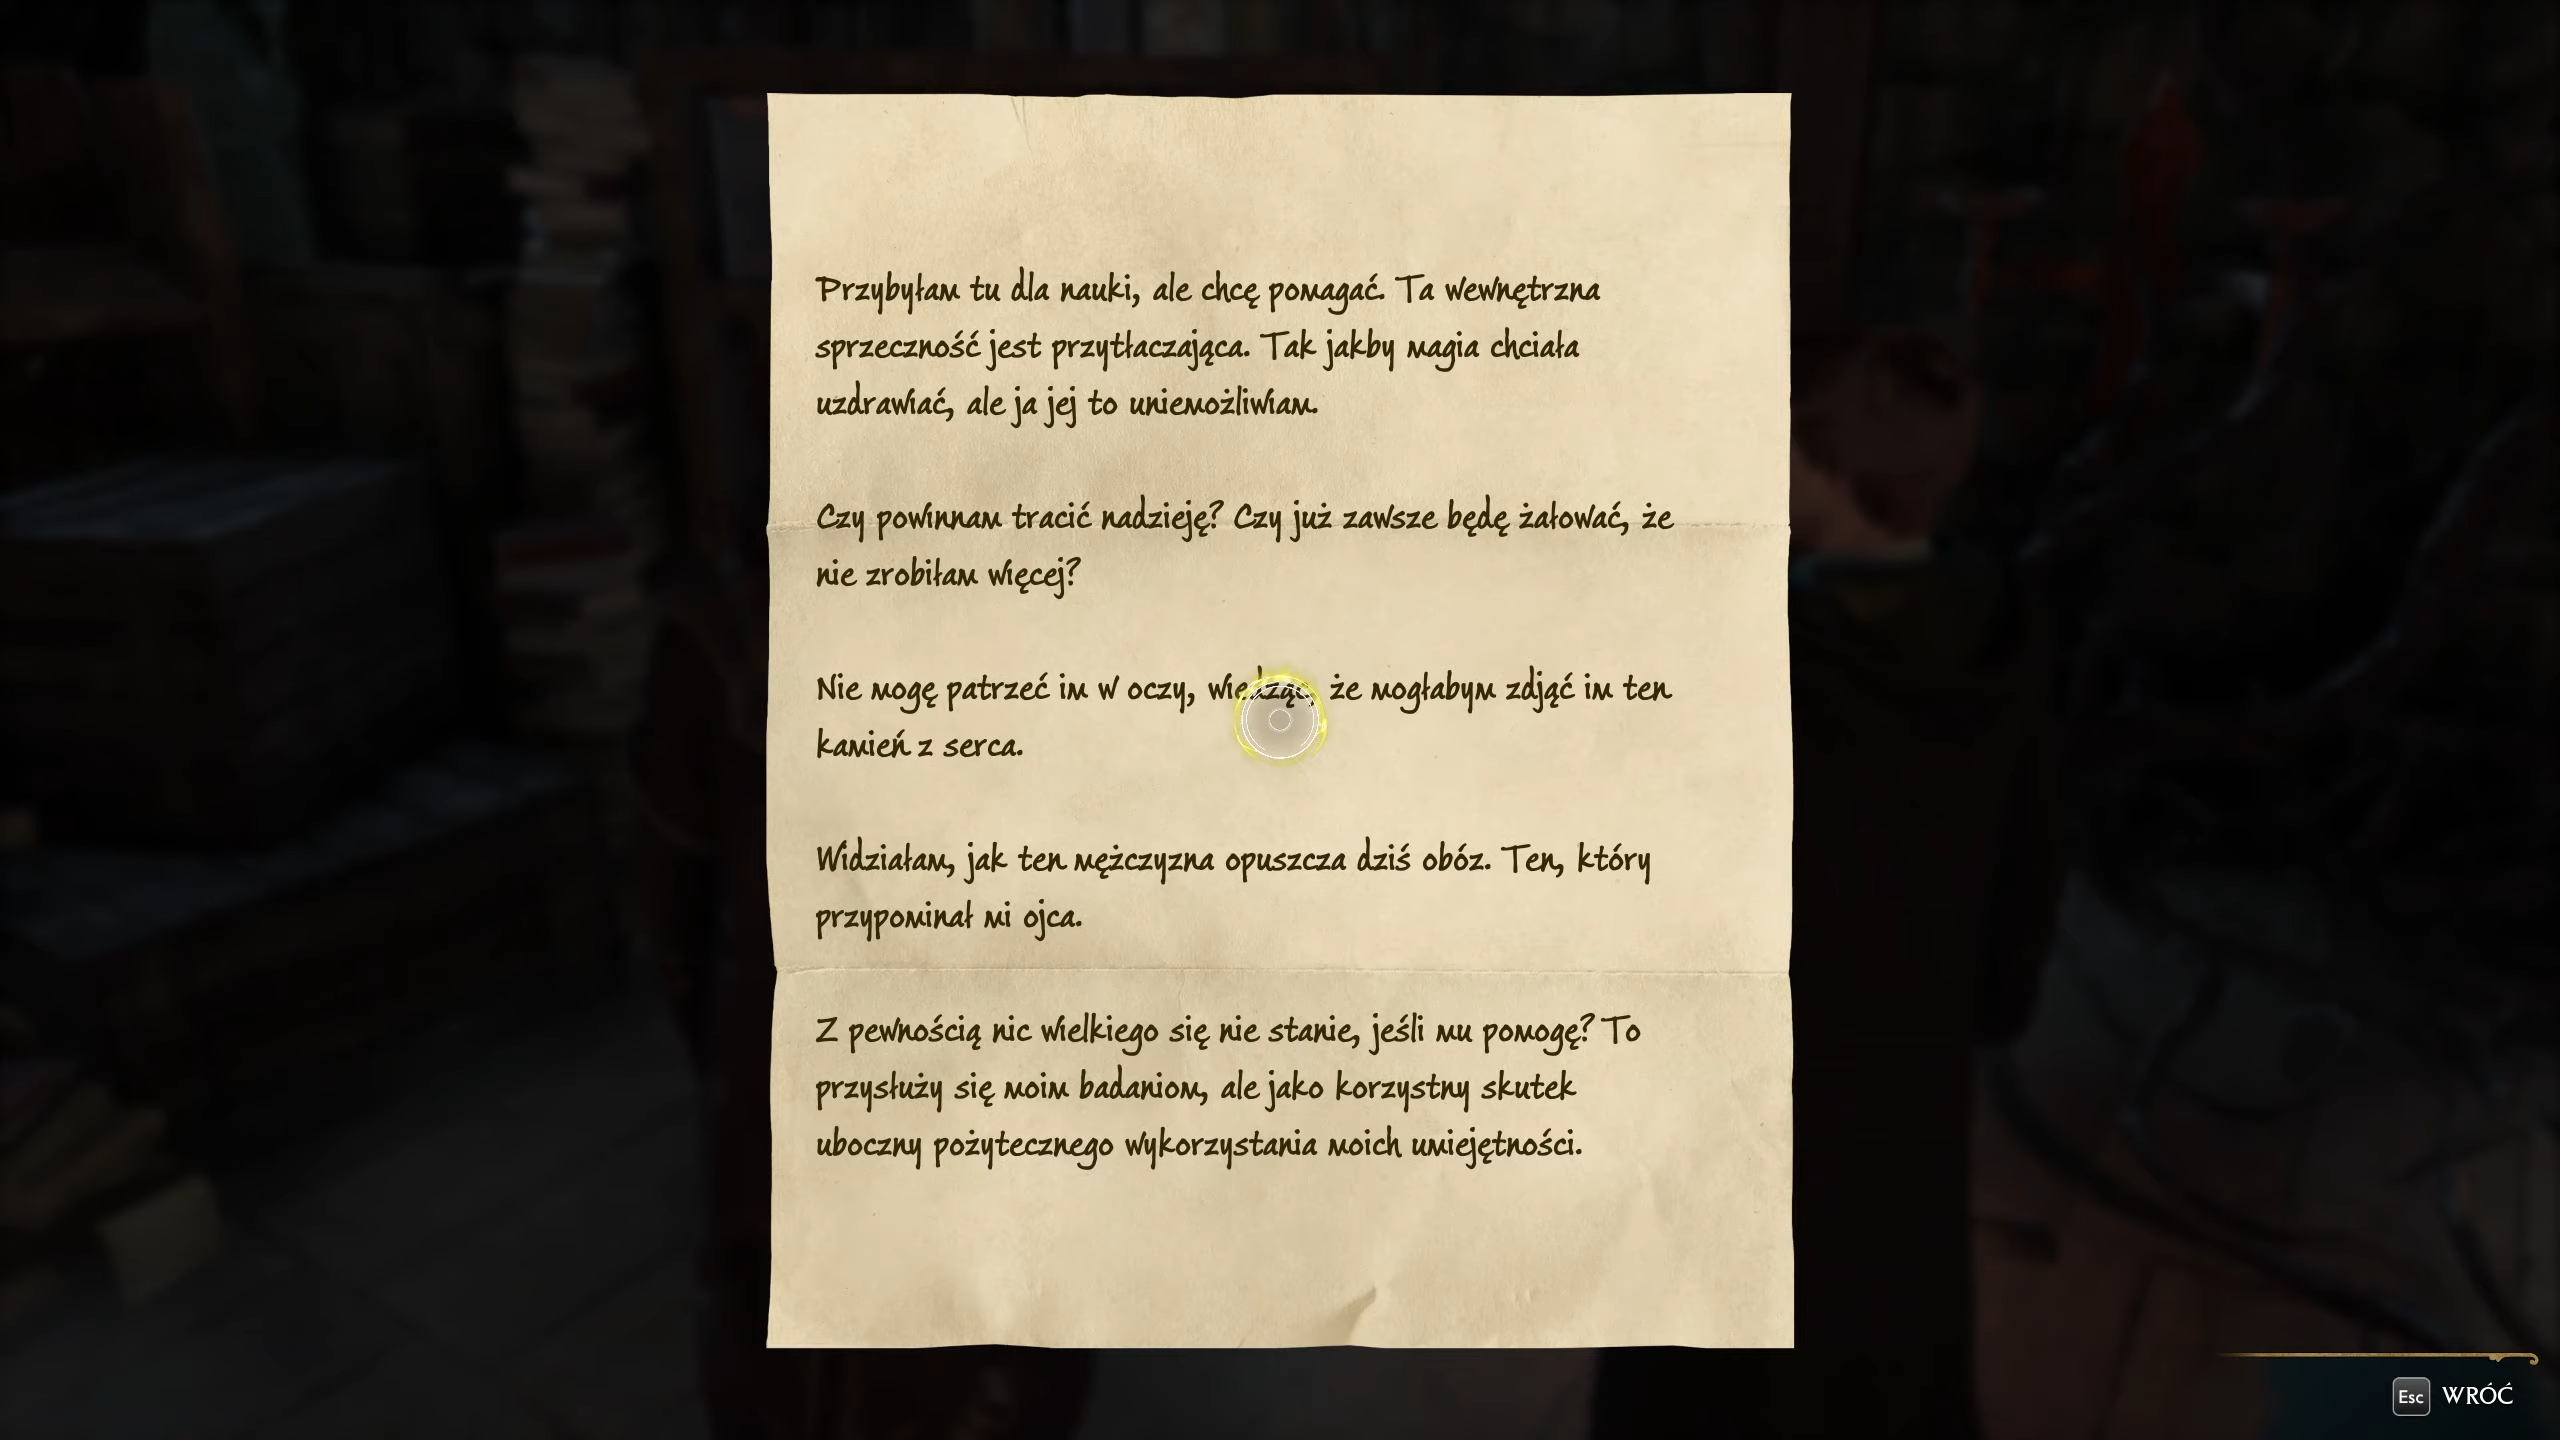 Przybyłam tu dla nauki, ale chcę pomagać. Ta wewnętrzna
sprzeczność jest przytłaczająca. Tak jakby magia chciała
uzdrawiać, ale ja jej to uniemożliwiam.
Czy powinnam tracić nadzieję? Czy już zawsze będę żałować, że
nie zrobiłam więcej?
Nie mogę patrzeć im w oczy, wiedząc, że mogłabym zdjąć im ten
kamień z serca.
Widziałam, jak ten mężczyzna opuszcza dziś obóz. Ten, który
przypominał mi ojca.
Z pewnością nic wielkiego się nie stanie, jeśli mu pomogę? To
przysłuży się moim badaniom, ale jako korzystny skutek
uboczny pożytecznego wykorzystania moich umiejętności.
Esc WRÓĆ